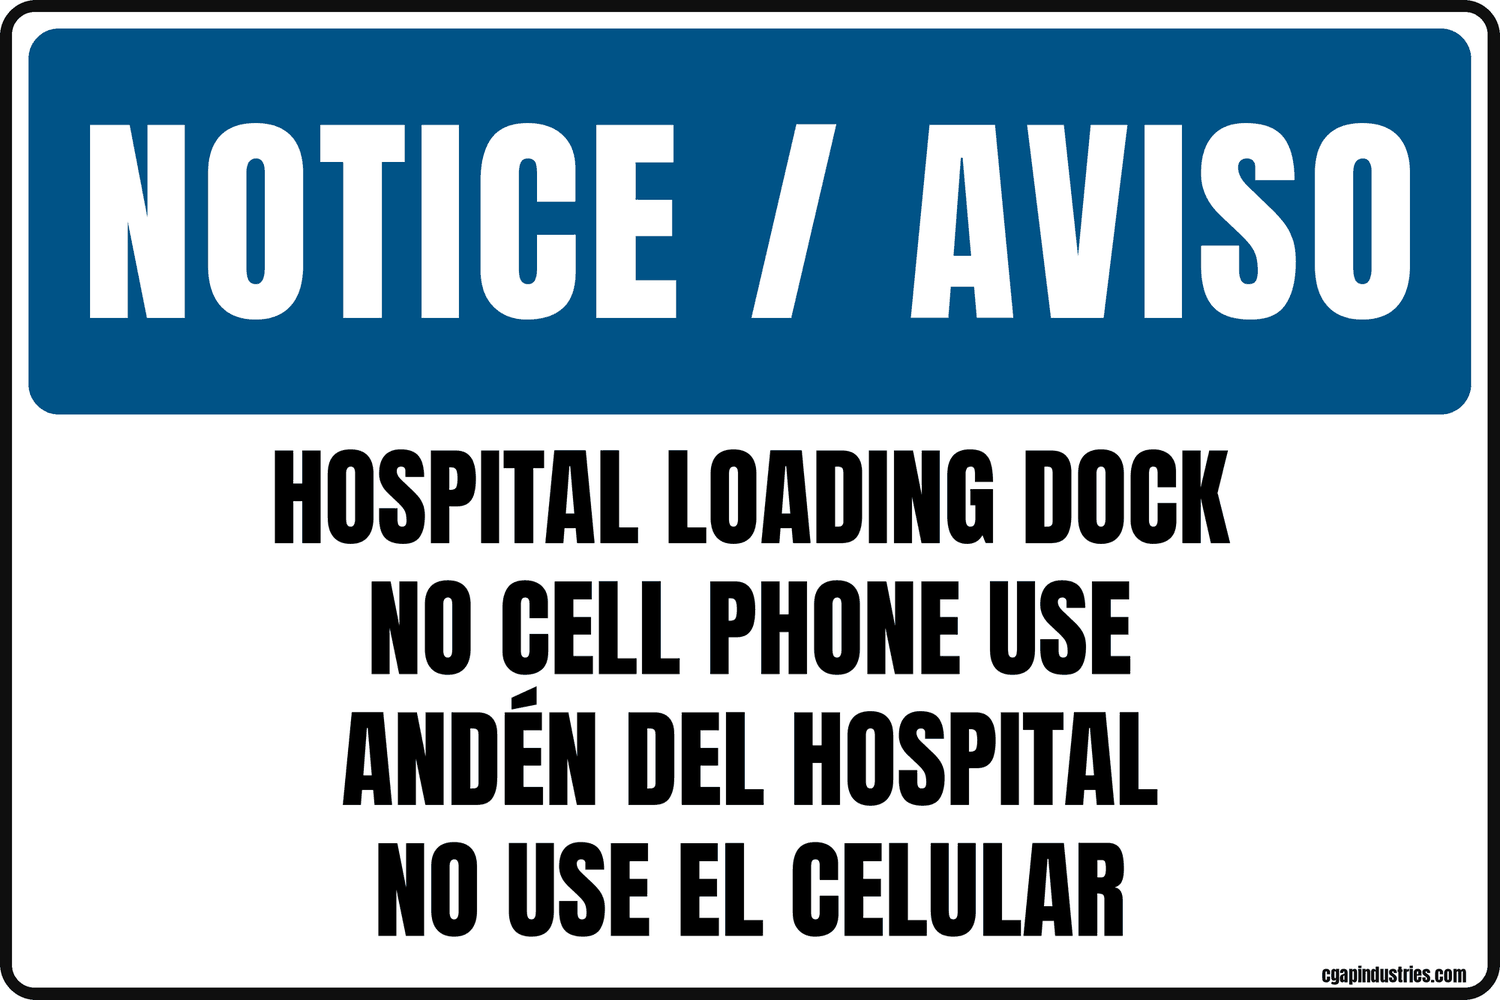 NOTICE / AVISO
HOSPITAL LOADING DOCK
NO CELL PHONE USE
ANDÉN DEL HOSPITAL
NO USE EL CELULAR
cgapindustries.com